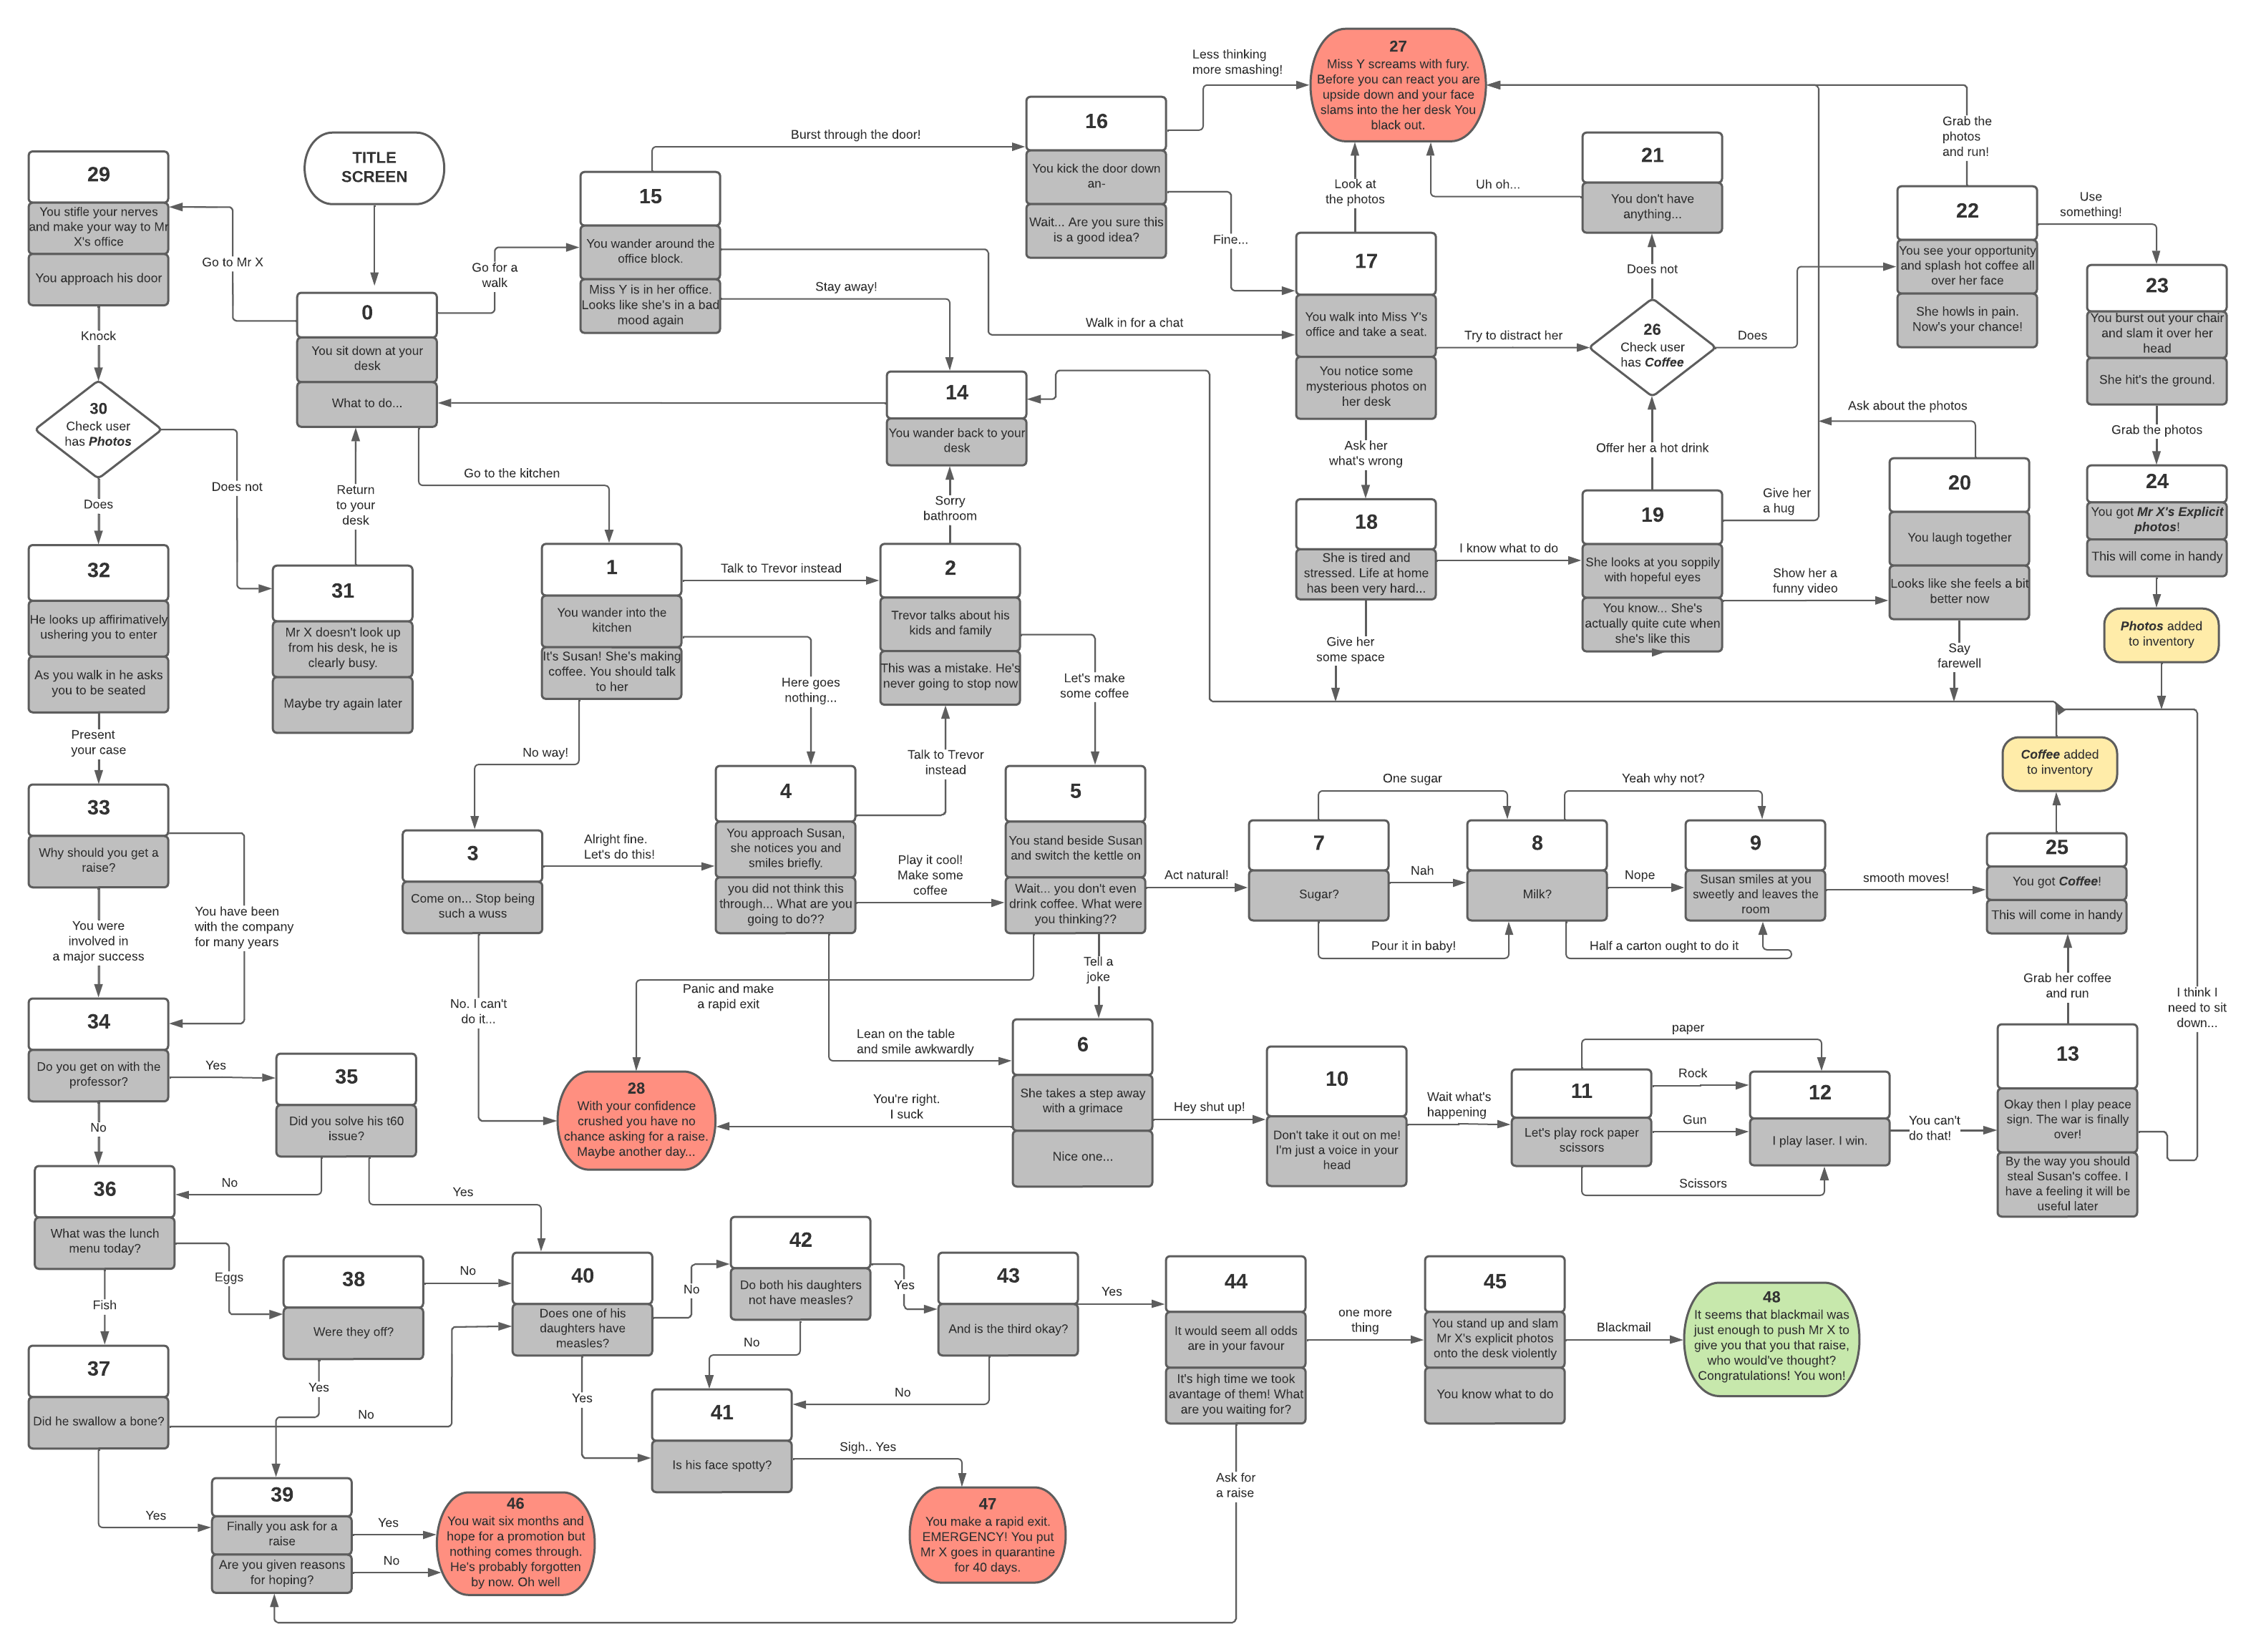 TITLE
SCREEN
0
You sit down at your
desk
What to do...
Go to Mr X
Go for a
walk
Go to the kitchen
29
You stifle your nerves
and make your way to Mr
X's office
You approach his door
Knock
30
Check user
has Photos
Does not
Does
31
Mr X doesn't look up
from his desk, he is
clearly busy.
Maybe try again later
Return
to your
desk
32
He looks up affirimatively
ushering you to enter
As you walk in he asks
you to be seated
Present
your case
33
Why should you get a
raise?
You were
involved in
a major success
You have been
with the company
for many years
34
Do you get on with the
professor?
Yes
No
35
Did you solve his t60
issue?
No
Yes
36
What was the lunch
menu today?
Eggs
Fish
37
Did he swallow a bone?
No
Yes
38
Were they off?
No
Yes
39
Finally you ask for a
raise
Are you given reasons
for hoping?
Yes
No
46
You wait six months and
hope for a promotion but
nothing comes through.
He's probably forgotten
by now. Oh well
40
Does one of his
daughters have
measles?
No
Yes
41
Is his face spotty?
Sigh.. Yes
47
You make a rapid exit.
EMERGENCY! You put
Mr X goes in quarantine
for 40 days.
42
Do both his daughters
not have measles?
Yes
No
43
And is the third okay?
Yes
No
44
It would seem all odds
are in your favour
It's high time we took
avantage of them! What
are you waiting for?
one more
thing
Ask for
a raise
45
You stand up and slam
Mr X's explicit photos
onto the desk violently
You know what to do
Blackmail
48
It seems that blackmail was
just enough to push Mr X to
give you that you that raise,
who would've thought?
Congratulations! You won!
15
You wander around the
office block.
Miss Y is in her office.
Looks like she's in a bad
mood again
Burst through the door!
Walk in for a chat
Stay away!
16
You kick the door down
an-
Wait... Are you sure this
is a good idea?
Less thinking
more smashing!
Fine...
27
Miss Y screams with fury.
Before you can react you are
upside down and your face
slams into the her desk You
black out.
17
You walk into Miss Y's
office and take a seat.
You notice some
mysterious photos on
her desk
Look at
the photos
Try to distract her
Ask her
what's wrong
26
Check user
has Coffee
Does not
Does
21
You don't have
anything...
Uh oh...
22
You see your opportunity
and splash hot coffee all
over her face
She howls in pain.
Now's your chance!
Grab the
photos
and run!
Use
something!
23
You burst out your chair
and slam it over her
head
She hit's the ground.
Grab the photos
24
You got Mr X's Explicit
photos!
This will come in handy
Photos added
to inventory
18
She is tired and
stressed. Life at home
has been very hard...
I know what to do
Give her
some space
19
She looks at you soppily
with hopeful eyes
You know... She's
actually quite cute when
she's like this
Offer her a hot drink
Give her
a hug
Show her a
funny video
20
You laugh together
Looks like she feels a bit
better now
Ask about the photos
Say
farewell
14
You wander back to your
desk
1
You wander into the
kitchen
It's Susan! She's making
coffee. You should talk
to her
Talk to Trevor instead
Here goes
nothing...
No way!
2
Trevor talks about his
kids and family
This was a mistake. He's
never going to stop now
Sorry
bathroom
Let's make
some coffee
3
Come on... Stop being
such a wuss
Alright fine.
Let's do this!
No. I can't
do it...
4
You approach Susan,
she notices you and
smiles briefly.
you did not think this
through... What are you
going to do??
Talk to Trevor
instead
Play it cool!
Make some
coffee
Lean on the table
and smile awkwardly
5
You stand beside Susan
and switch the kettle on
Wait... you don't even
drink coffee. What were
you thinking??
Act natural!
Tell a
joke
Panic and make
a rapid exit
28
With your confidence
crushed you have no
chance asking for a raise.
Maybe another day...
6
She takes a step away
with a grimace
Nice one...
You're right.
I suck
Hey shut up!
7
Sugar?
One sugar
Nah
Pour it in baby!
8
Milk?
Yeah why not?
Nope
Half a carton ought to do it
9
Susan smiles at you
sweetly and leaves the
room
smooth moves!
25
You got Coffee!
This will come in handy
Coffee added
to inventory
10
Don't take it out on me!
I'm just a voice in your
head
Wait what's
happening
11
Let's play rock paper
scissors
paper
Rock
Gun
Scissors
12
I play laser. I win.
You can't
do that!
13
Okay then I play peace
sign. The war is finally
over!
By the way you should
steal Susan's coffee. I
have a feeling it will be
useful later
Grab her coffee
and run
I think I
need to sit
down...